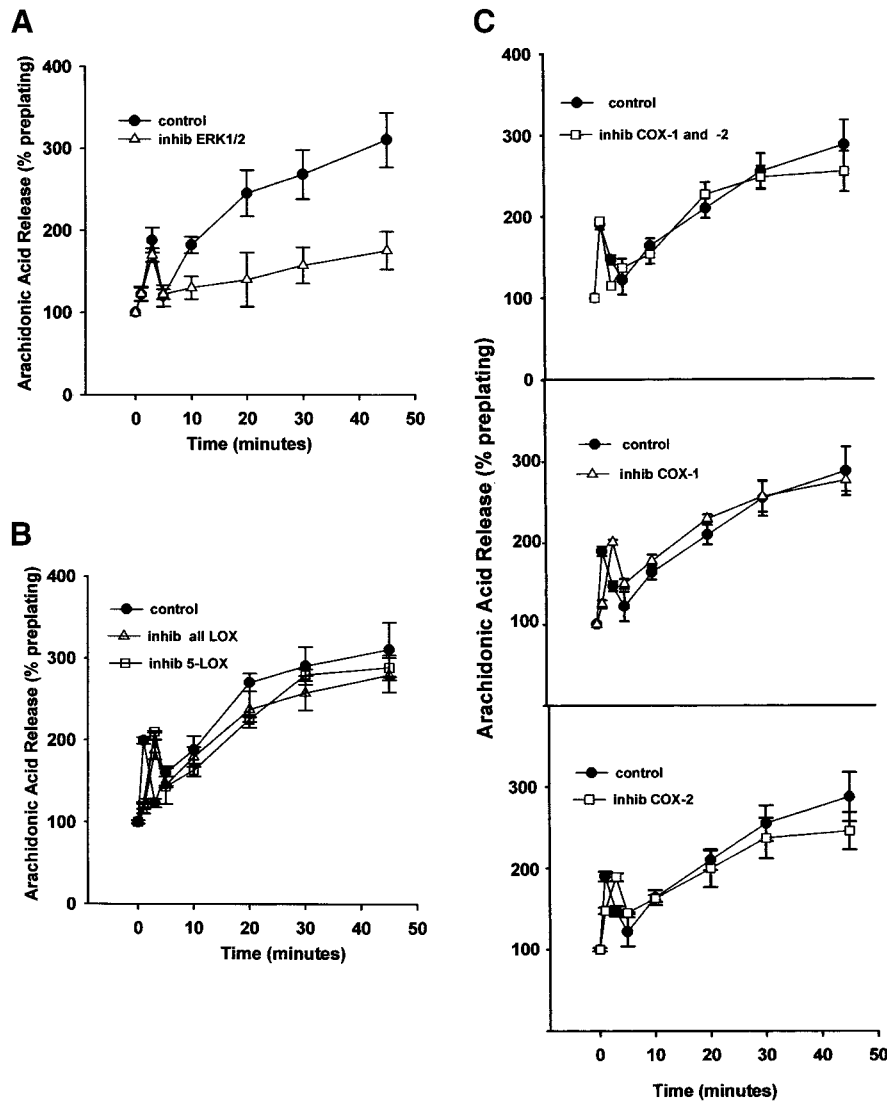 A
Arachidonic Acid Release (% preplating)
400
300
200
100
0
control
inhib ERK1/2
0 10 20 30 40 50
Time (minutes)
B
Arachidonic Acid Release (% preplating)
400
300
200
100
0
control
inhib all LOX
inhib 5-LOX
0 10 20 30 40 50
Time (minutes)
C
Arachidonic Acid Release (% preplating)
400
300
200
100
0
control
inhib COX-1 and -2
300
200
100
control
inhib COX-1
300
200
100
control
inhib COX-2
0 10 20 30 40 50
Time (minutes)